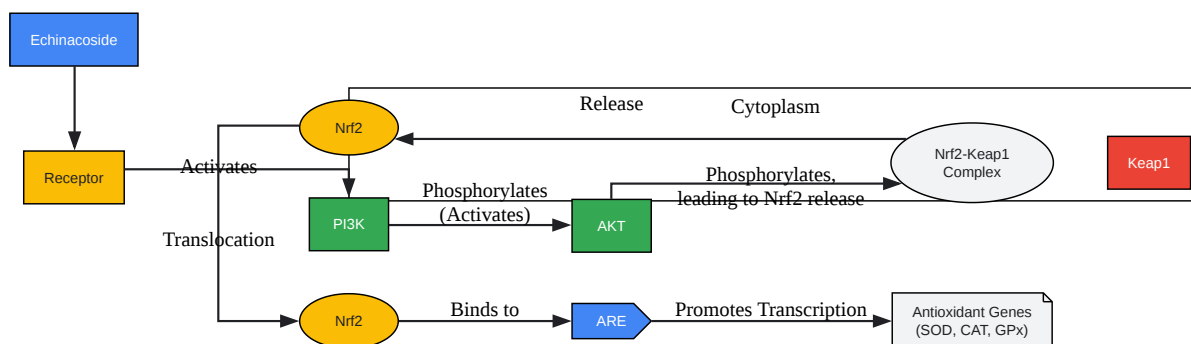 Echinacoside
Release
Cytoplasm
Nrf2
Nrf2-Keap1
Complex
Keap1
Receptor
Activates
Phosphorylates
(Activates)
Phosphorylates,
leading to Nrf2 release
PI3K
AKT
Translocation
Nrf2
Binds to
ARE
Promotes Transcription
Antioxidant Genes
(SOD, CAT, GPx)